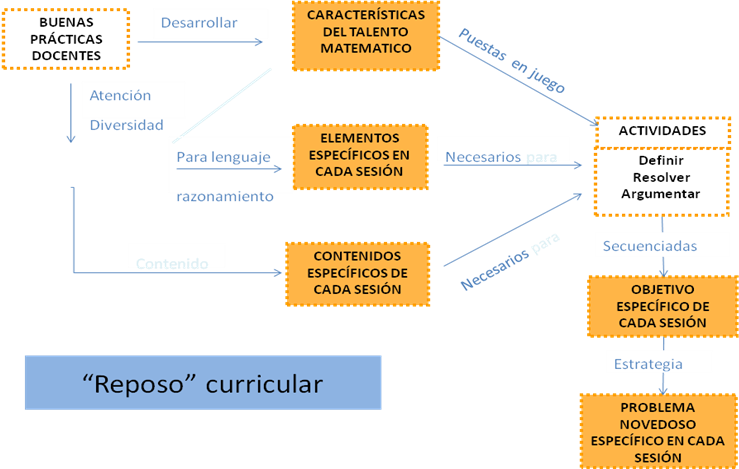 BUENAS
PRÁCTICAS
DOCENTES
Desarrollar
CARACTERÍSTICAS
DEL TALENTO
MATEMATICO
Puestas en juego
Atención
Diversidad
ACTIVIDADES
Definir
Resolver
Argumentar
Para lenguaje
razonamiento
ELEMENTOS
ESPECÍFICOS EN
CADA SESIÓN
Necesarios para
Contenido
CONTENIDOS
ESPECÍFICOS DE
CADA SESIÓN
Necesarios para
Secuenciadas
OBJETIVO
ESPECÍFICO DE
CADA SESIÓN
Estrategia
“Reposo” curricular
PROBLEMA
NOVEDOSO
ESPECÍFICO EN CADA
SESIÓN